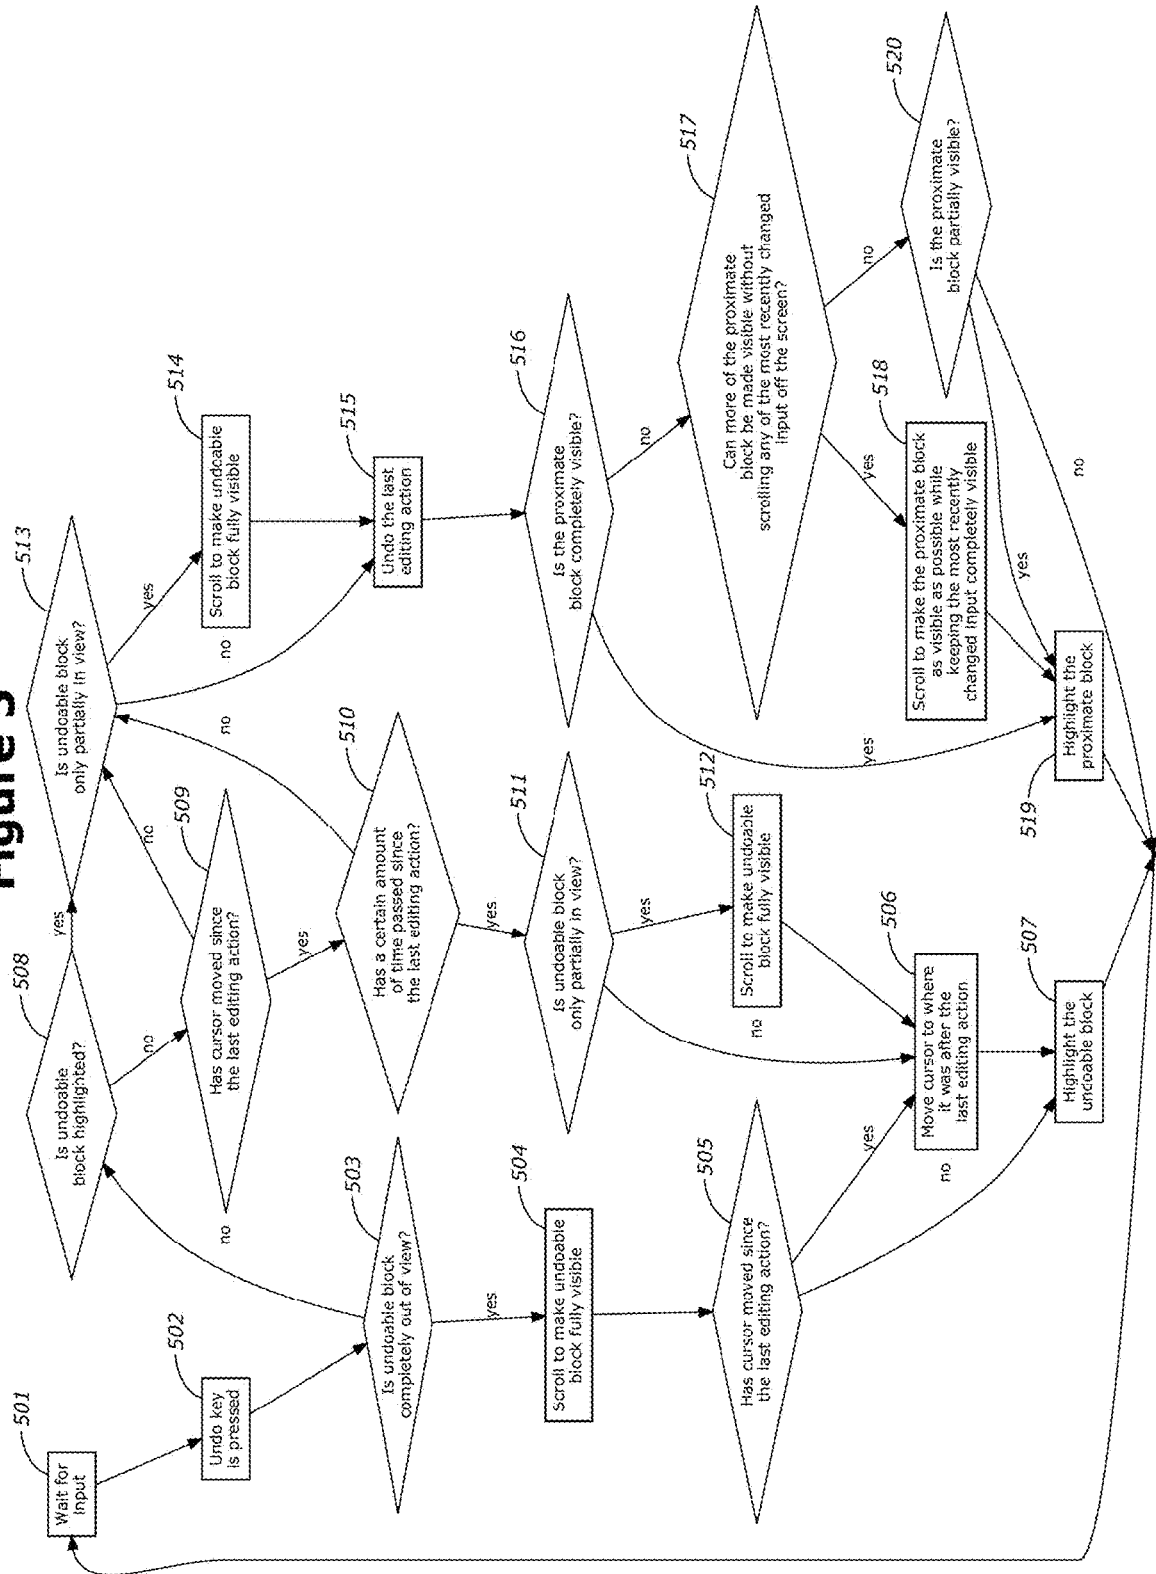 Figure 5
501
Wait for
input
502
Undo key
is pressed
503
Is undoable block
completely out of view?
no
yes
504
Scroll to make undoable
block fully visible
505
Has cursor moved since
the last editing action?
yes
no
506
Move cursor to where
it was after the
last editing action
507
Highlight the
undoable block
508
Is undoable
block highlighted?
yes
no
509
Has cursor moved since
the last editing action?
no
yes
510
Has a certain amount
of time passed since
the last editing action?
no
yes
511
Is undoable block
only partially in view?
yes
no
512
Scroll to make undoable
block fully visible
513
Is undoable block
only partially in view?
yes
no
514
Scroll to make undoable
block fully visible
515
Undo the last
editing action
516
Is the proximate
block completely visible?
no
yes
517
Can more of the proximate
block be made visible without
scrolling any of the most recently changed
input off the screen?
no
yes
518
Scroll to make the proximate block
as visible as possible while
keeping the most recently
changed input completely visible
519
Highlight the
proximate block
520
Is the proximate
block partially visible?
yes
no